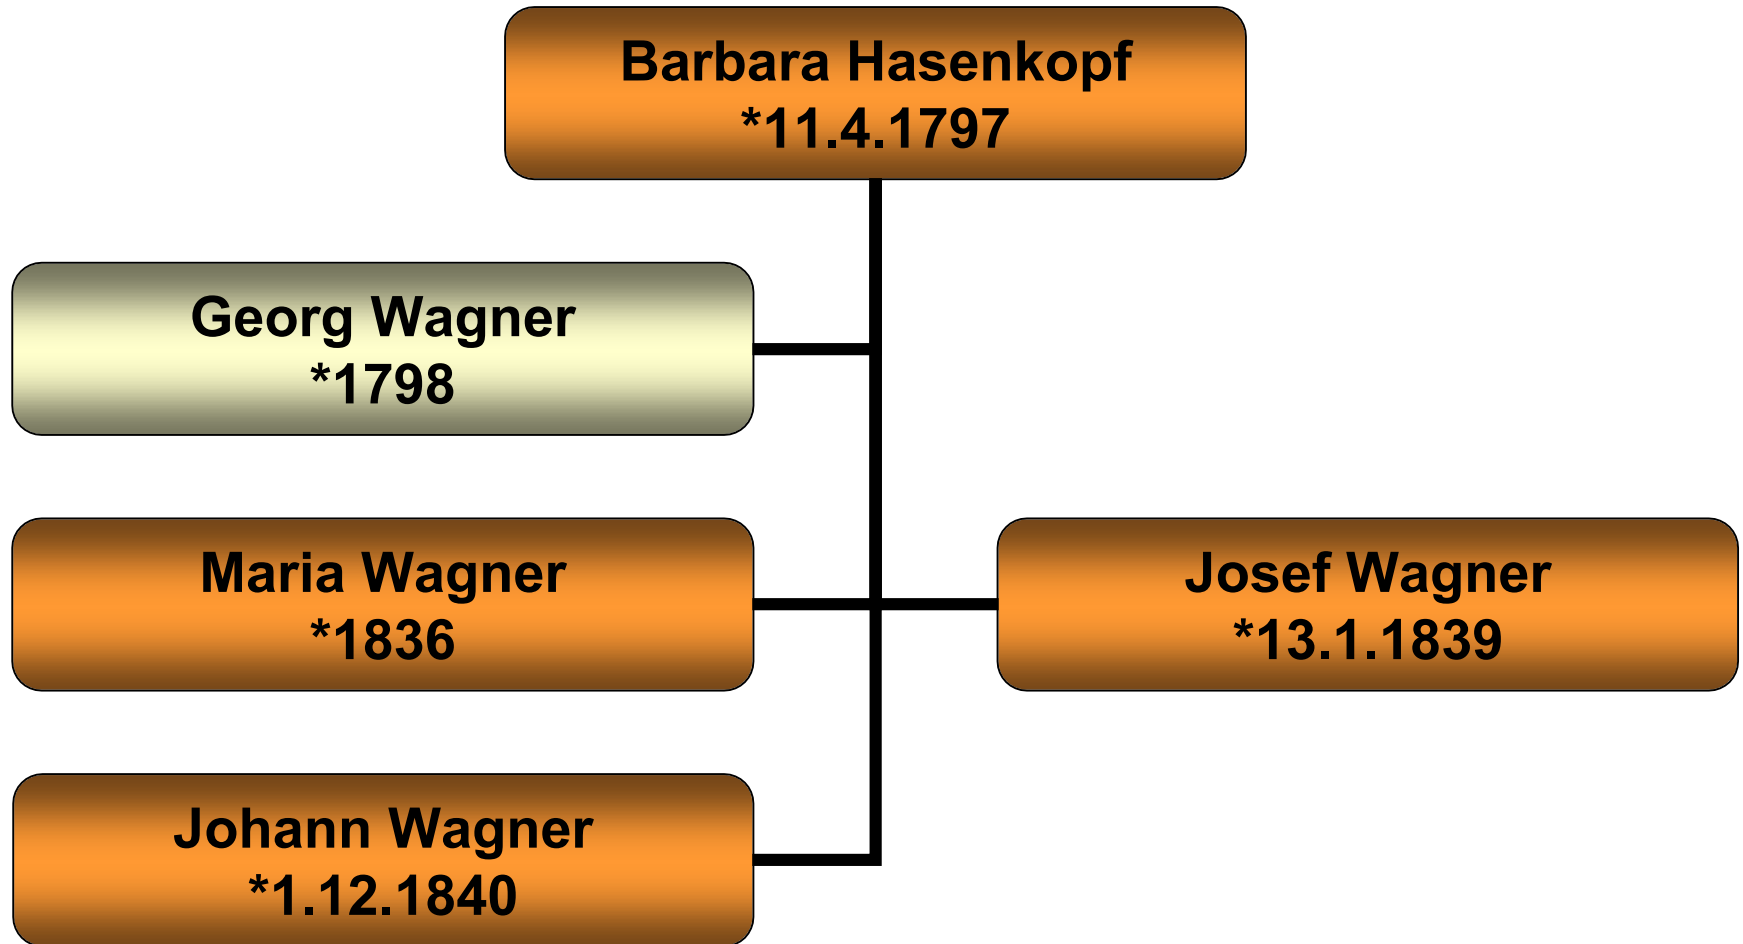 Barbara Hasenkopf
*11.4.1797
Georg Wagner
*1798
Maria Wagner
*1836
Josef Wagner
*13.1.1839
Johann Wagner
*1.12.1840